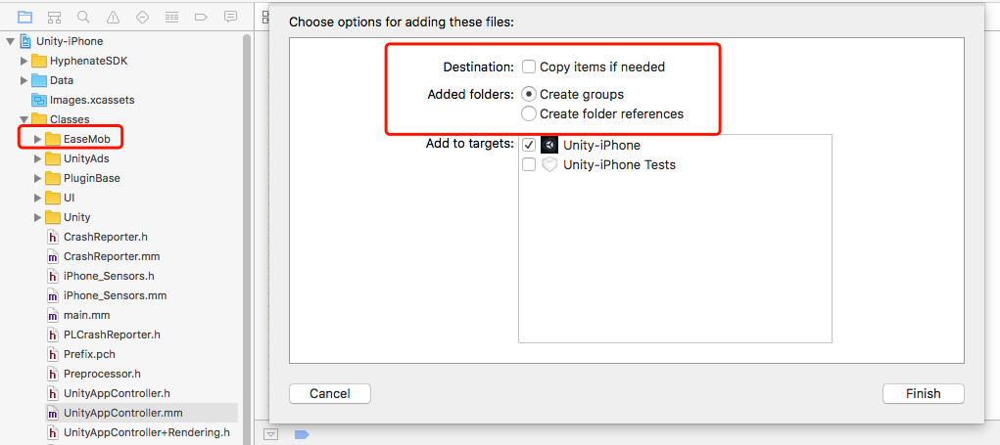 Unity-iPhone
HyphenateSDK
Data
Images.xcassets
Classes
EaseMob
UnityAds
PluginBase
UI
Unity
CrashReporter.h
CrashReporter.mm
iPhone_Sensors.h
iPhone_Sensors.mm
main.mm
PLCrashReporter.h
Prefix.pch
Preprocessor.h
UnityAppController.h
UnityAppController.mm
UnityAppController+Rendering.h
Choose options for adding these files:
Destination: Copy items if needed
Added folders: Create groups
Create folder references
Add to targets: Unity-iPhone
Unity-iPhone Tests
Cancel Finish